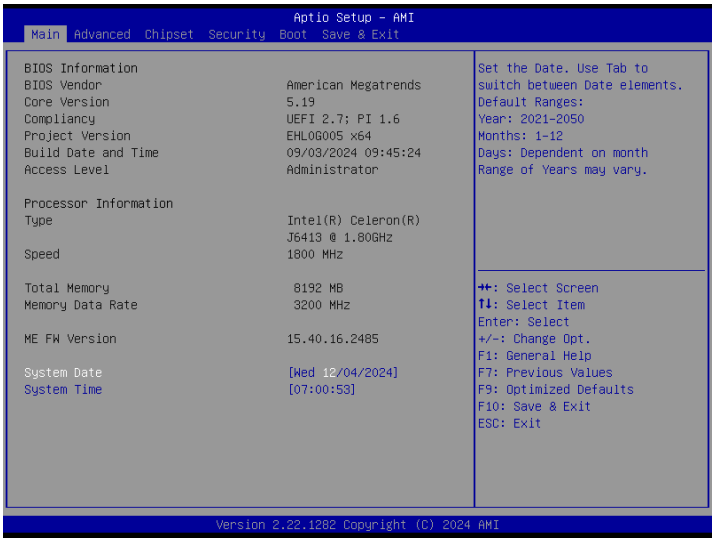 Aptio Setup - AMI
Main Advanced Chipset Security Boot Save & Exit
BIOS Information
BIOS Vendor American Megatrends
Core Version 5.19
Compliancy UEFI 2.7; PI 1.6
Project Version EHL0G005 x64
Build Date and Time 09/03/2024 09:45:24
Access Level Administrator
Processor Information
Type Intel(R) Celeron(R)
J6413 @ 1.80GHz
Speed 1800 MHz
Total Memory 8192 MB
Memory Data Rate 3200 MHz
ME FW Version 15.40.16.2485
System Date [Wed 12/04/2024]
System Time [07:00:53]
Set the Date. Use Tab to
switch between Date elements.
Default Ranges:
Year: 2021-2050
Months: 1-12
Days: Dependent on month
Range of Years may vary.
→←: Select Screen
↑↓: Select Item
Enter: Select
+/-: Change Opt.
F1: General Help
F7: Previous Values
F9: Optimized Defaults
F10: Save & Exit
ESC: Exit
Version 2.22.1282 Copyright (C) 2024 AMI